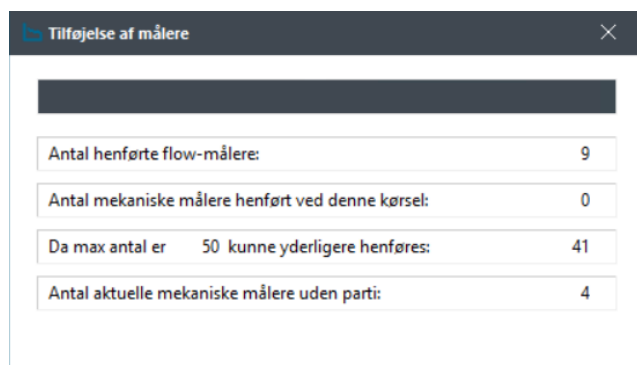 Tilføjelse af målere
Antal henførte flow-målere: 9
Antal mekaniske målere henført ved denne kørsel: 0
Da max antal er 50 kunne yderligere henføres: 41
Antal aktuelle mekaniske målere uden parti: 4